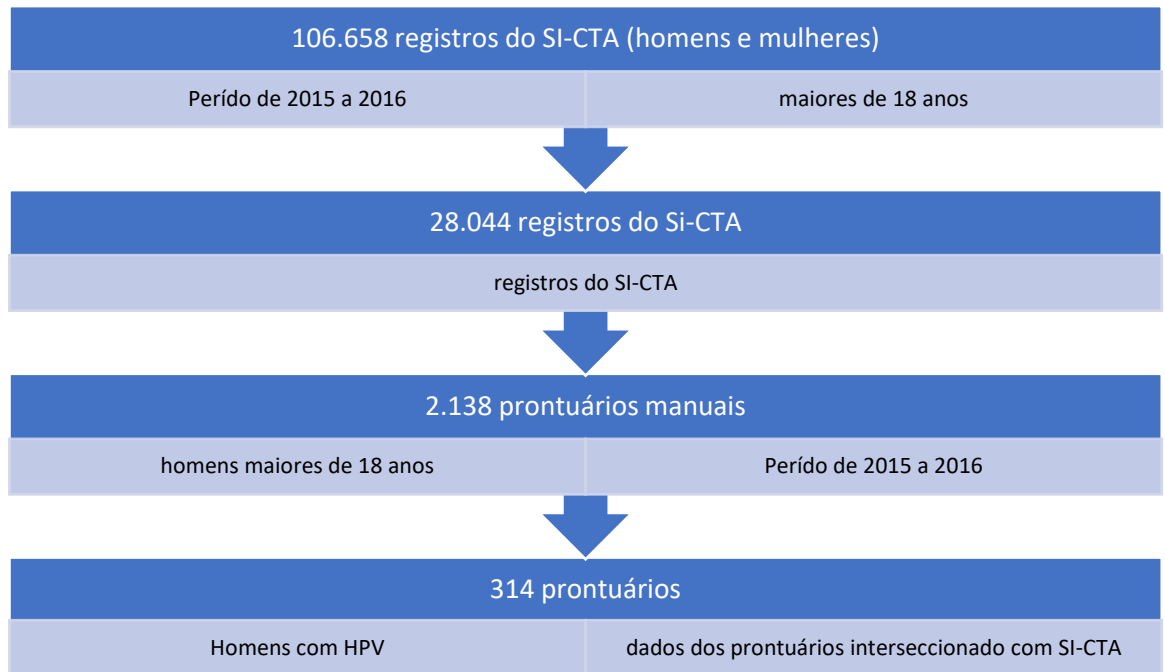 106.658 registros do SI-CTA (homens e mulheres)
Perído de 2015 a 2016
maiores de 18 anos
28.044 registros do Si-CTA
registros do SI-CTA
2.138 prontuários manuais
homens maiores de 18 anos
Perído de 2015 a 2016
314 prontuários
Homens com HPV
dados dos prontuários interseccionado com SI-CTA